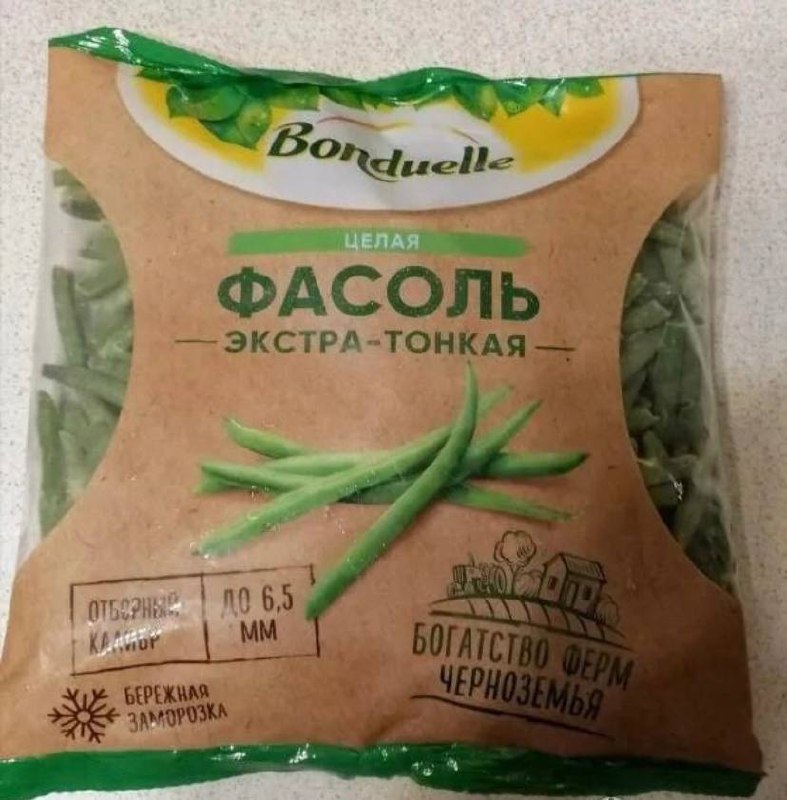 Bonduelle
ЦЕЛАЯ
ФАСОЛЬ
ЭКСТРА-ТОНКАЯ
ОТБОРНЫЙ
КАЛИБР
ДО 6,5
ММ
БЕРЕЖНАЯ
ЗАМОРОЗКА
БОГАТСТВО ФЕРМ
ЧЕРНОЗЕМЬЯ